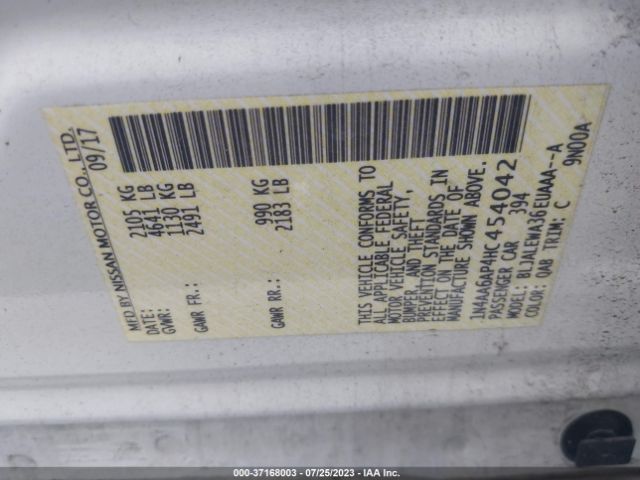 MFD BY NISSAN MOTOR CO., LTD.
DATE: 09/17
GVWR: 2105 KG
4641 LB
GAWR FR.: 1130 KG
2491 LB
GAWR RR.: 990 KG
2183 LB
THIS VEHICLE CONFORMS TO
ALL APPLICABLE FEDERAL
MOTOR VEHICLE SAFETY,
BUMPER, AND THEFT
PREVENTION STANDARDS IN
EFFECT ON THE DATE OF
MANUFACTURE SHOWN ABOVE.
1N4AA6AP4HC454042
PASSENGER CAR 394
MODEL: BLJALEWA36EUAAA--A
COLOR: QAB TRIM: C 9N00A
000-37168003 / 07/25/2023 - IAA Inc.